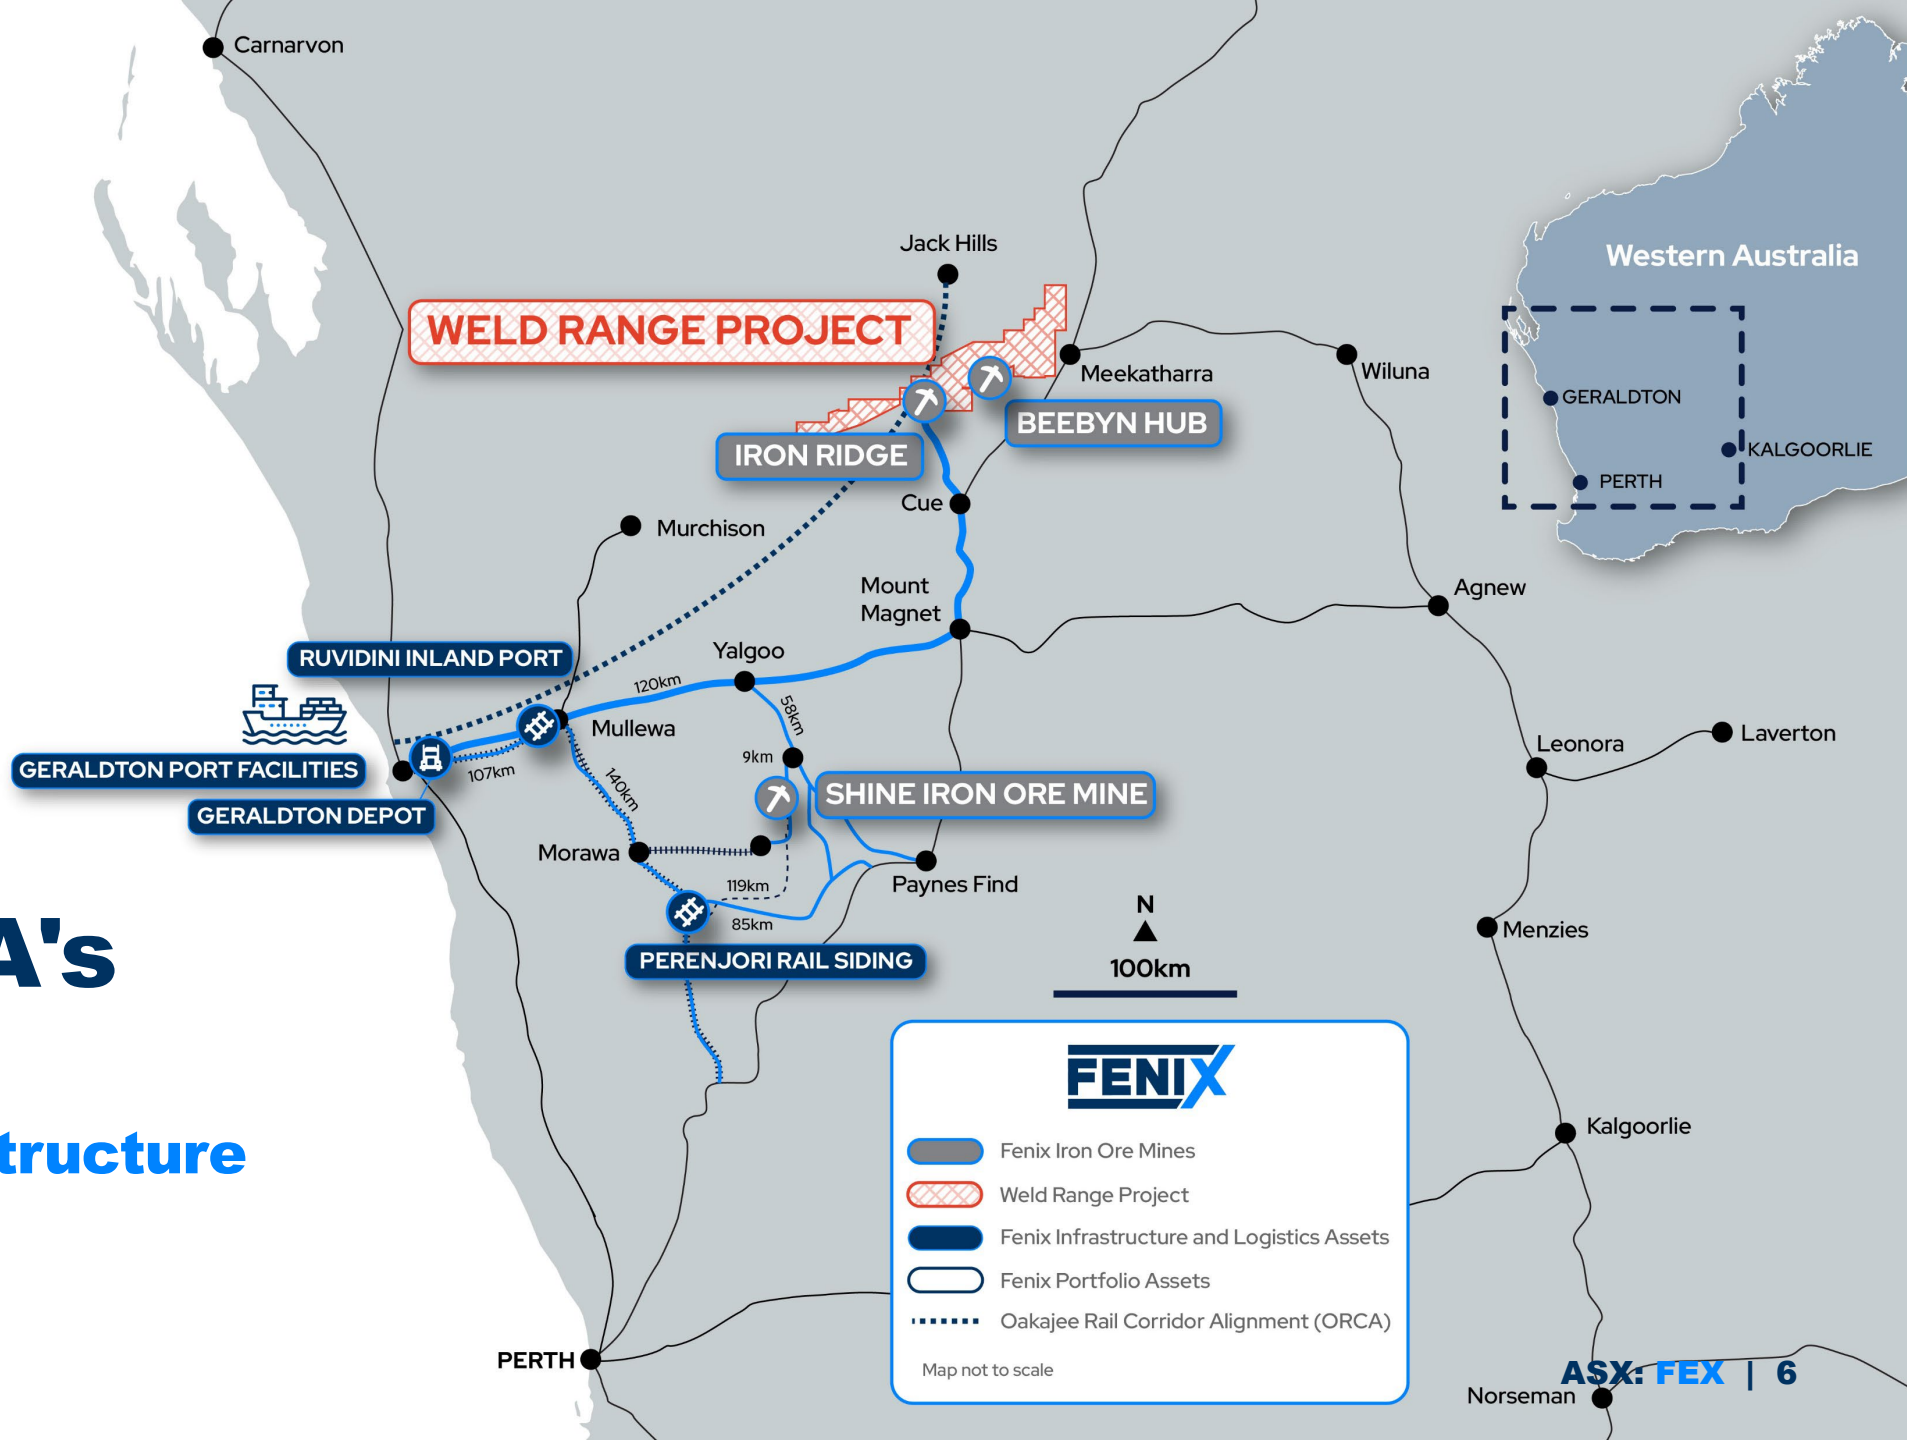 Carnarvon
Jack Hills
Western Australia
WELD RANGE PROJECT
Meekatharra
Wiluna
GERALDTON
BEEBYN HUB
IRON RIDGE
KALGOORLIE
PERTH
Cue
Murchison
Mount
Magnet
Agnew
RUVIDINI INLAND PORT
Yalgoo
120km
58km
Mullewa
Laverton
Leonora
9km
GERALDTON PORT FACILITIES
107km
140km
SHINE IRON ORE MINE
GERALDTON DEPOT
Morawa
119km
Paynes Find
85km
N
100km
Menzies
A's
PERENJORI RAIL SIDING
FENIX
Kalgoorlie
tructure
Fenix Iron Ore Mines
Weld Range Project
Fenix Infrastructure and Logistics Assets
Fenix Portfolio Assets
Oakajee Rail Corridor Alignment (ORCA)
Map not to scale
PERTH
ASX: FEX | 6
Norseman